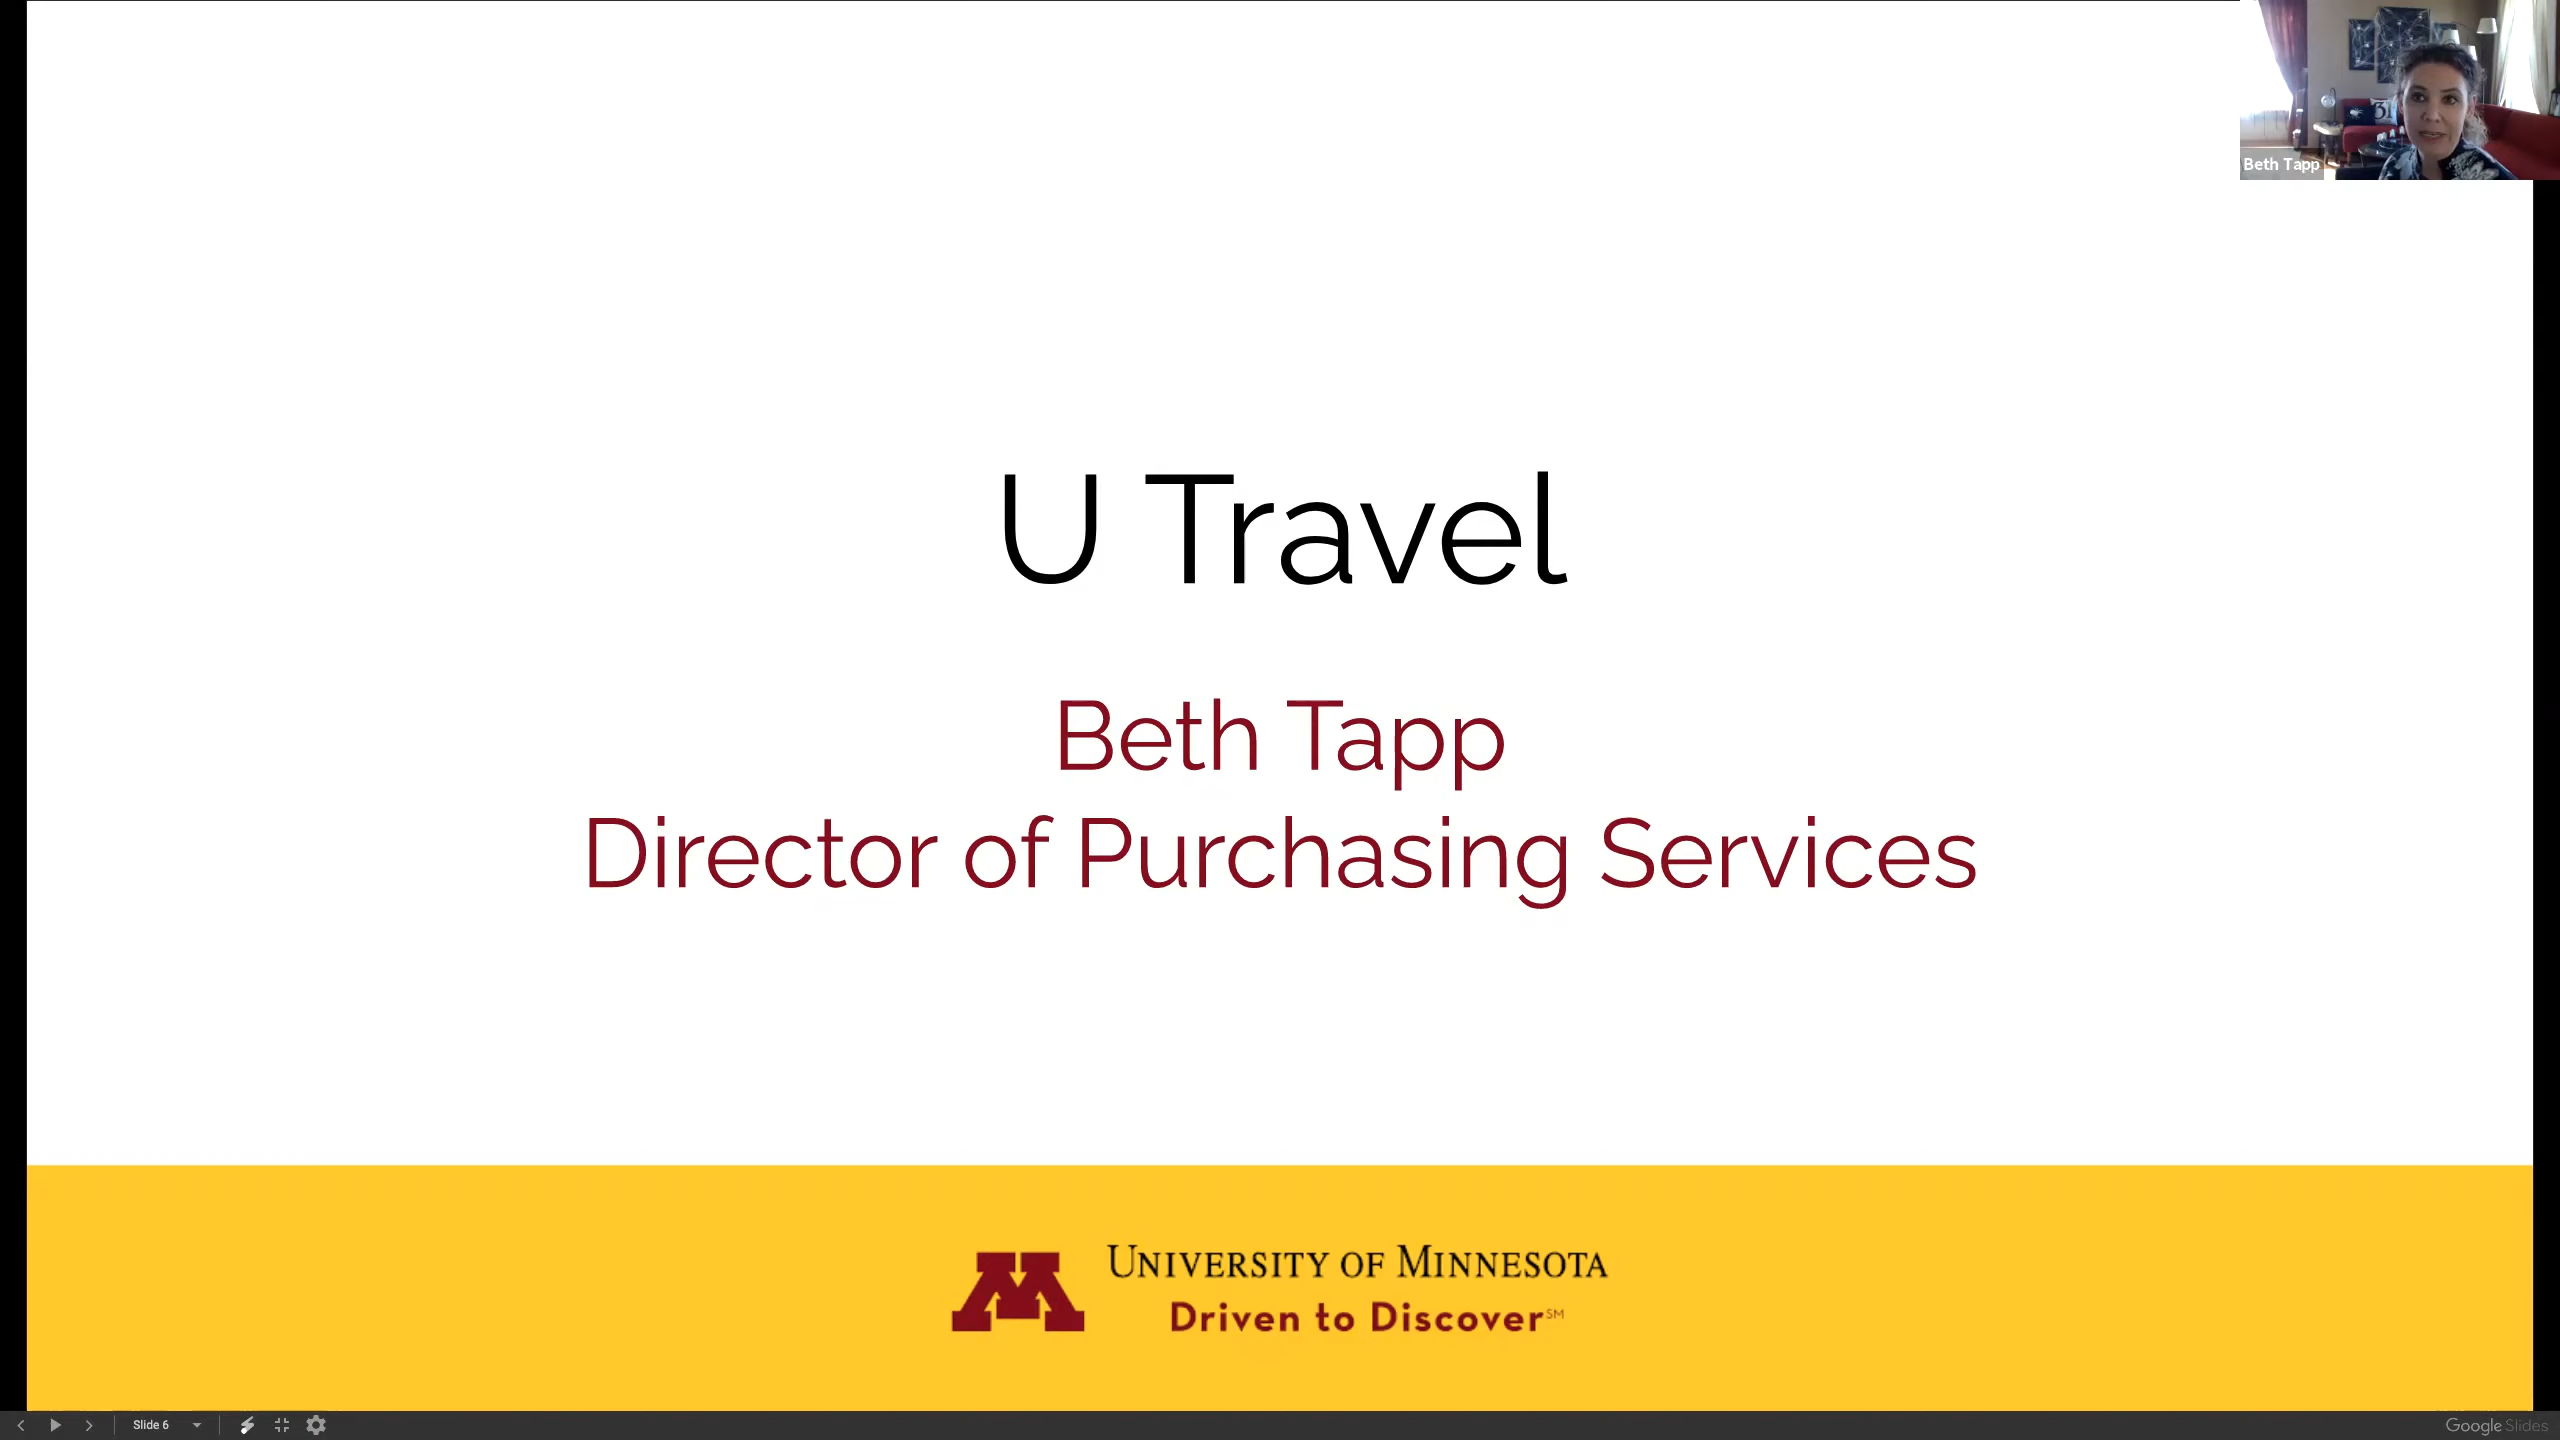 Beth Tapp
U Travel
Beth Tapp
Director of Purchasing Services
UNIVERSITY OF MINNESOTA
Driven to Discover℠
Slide 6
Google Slides